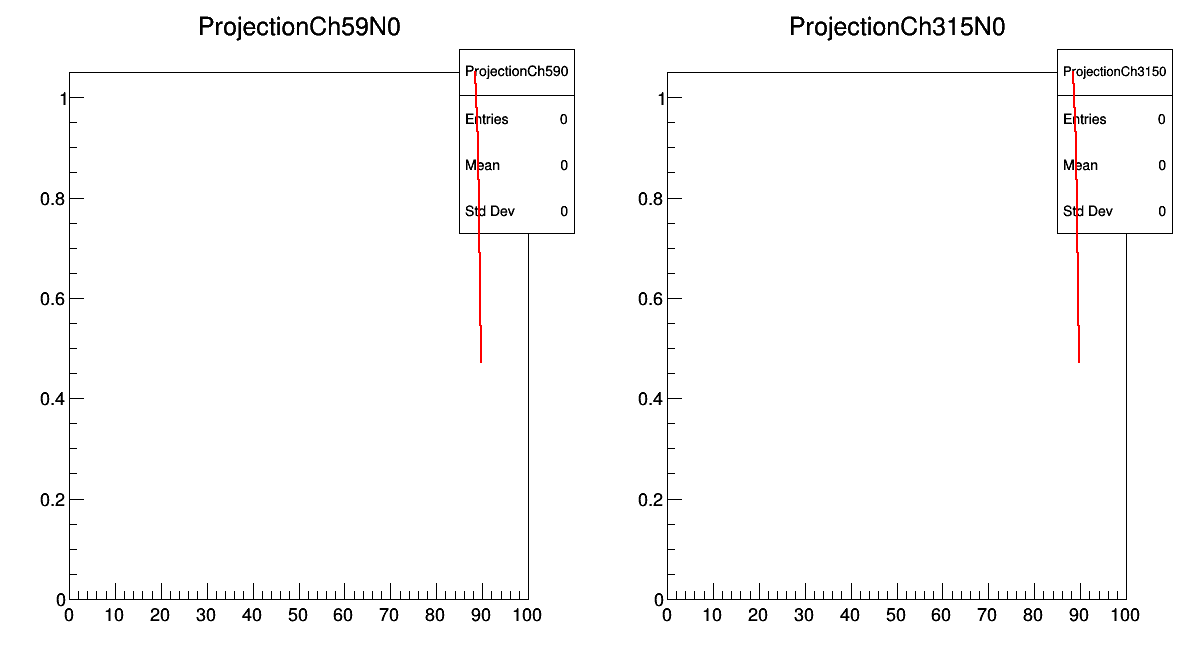 ProjectionCh59N0
ProjectionCh590
Entries 0
Mean 0
Std Dev 0
1
0.8
0.6
0.4
0.2
0
0 10 20 30 40 50 60 70 80 90 100
ProjectionCh315N0
ProjectionCh3150
Entries 0
Mean 0
Std Dev 0
1
0.8
0.6
0.4
0.2
0
0 10 20 30 40 50 60 70 80 90 100